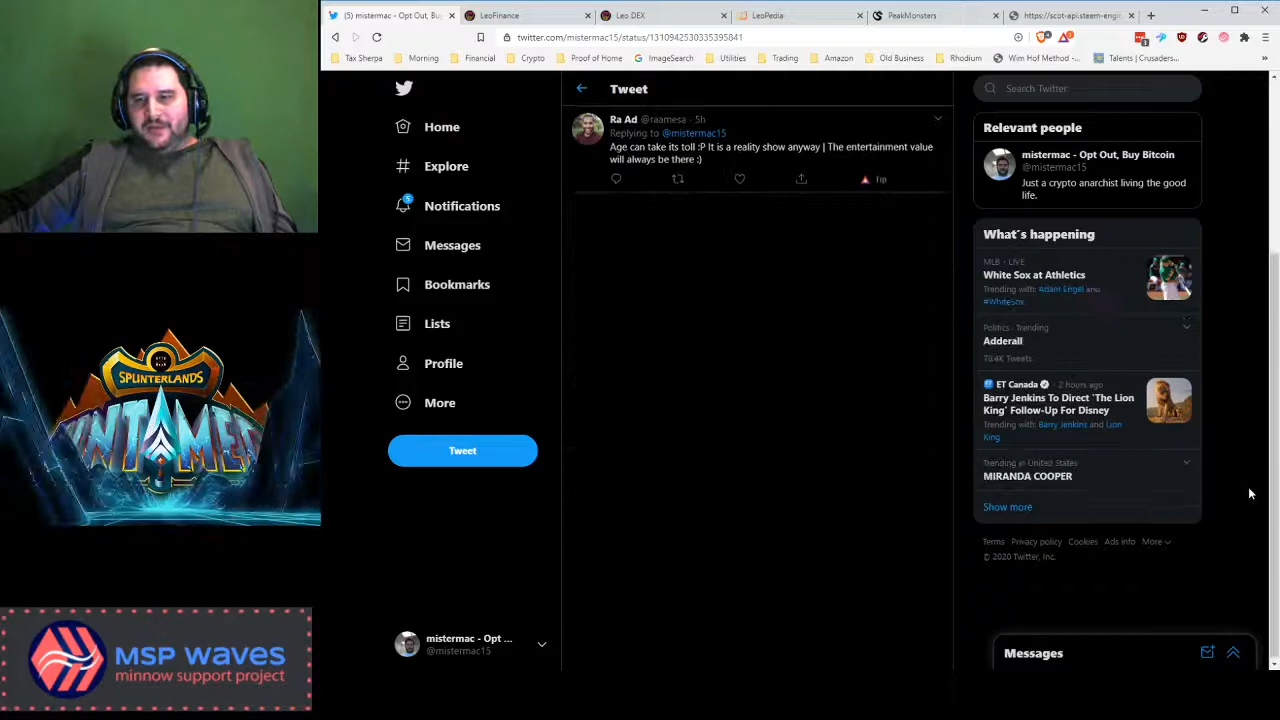 (5) mistermac - Opt Out, Buy
LeoFinance
Leo DEX
LeoPedia
PeakMonsters
https://scot-api.steem-engi
twitter.com/mistermac15/status/1310942530335395841
Tax Sherpa
Morning
Financial
Crypto
Proof of Home
ImageSearch
Utilities
Trading
Amazon
Old Business
Rhodium
Wim Hof Method -...
Talents | Crusaders...
Home
Explore
5
Notifications
Messages
Bookmarks
Lists
Profile
More
Tweet
mistermac - Opt ...
@mistermac15
Tweet
Ra Ad @raamesa · 5h
Replying to @mistermac15
Age can take its toll :P It is a reality show anyway | The entertainment value
will always be there :)
Tip
Search Twitter
Relevant people
mistermac - Opt Out, Buy Bitcoin
@mistermac15
Just a crypto anarchist living the good
life.
What's happening
MLB · LIVE
White Sox at Athletics
Trending with: Adam Engel and
#WhiteSox
Politics · Trending
Adderall
Tweets
ET Canada · 2 hours ago
Barry Jenkins To Direct 'The Lion
King' Follow-Up For Disney
Trending with: Barry Jenkins and Lion
King
Trending in United States
MIRANDA COOPER
Show more
Terms Privacy policy Cookies Ads info More
© 2020 Twitter, Inc.
Messages
SPLINTERLANDS
UNTAMED
MSP waves
minnow support project